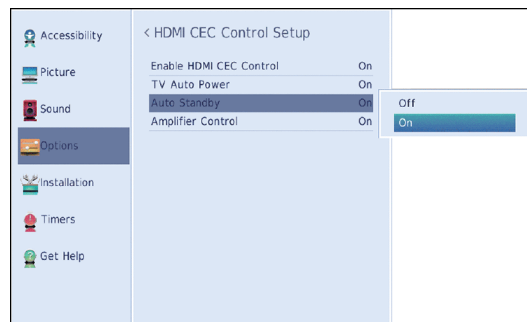 Accessibility
Picture
Sound
Options
Installation
Timers
Get Help
< HDMI CEC Control Setup
Enable HDMI CEC Control On
TV Auto Power On
Auto Standby On
Amplifier Control On
Off
On